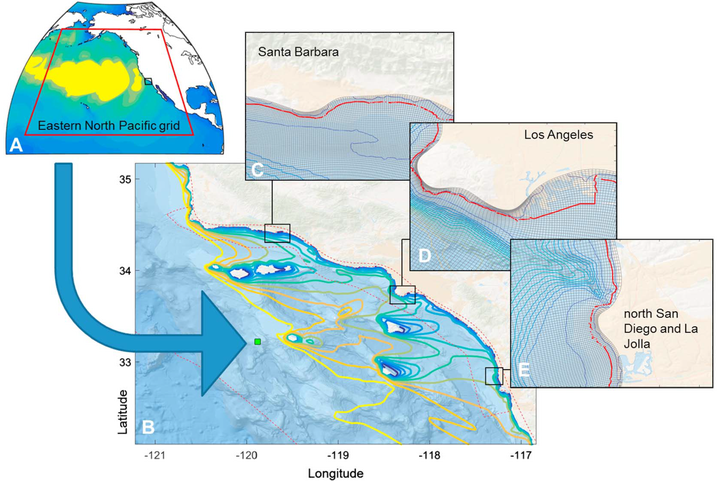 Eastern North Pacific grid
A
Santa Barbara
C
Los Angeles
D
north San
Diego and La
Jolla
E
35
34
33
Latitude
B
-121
-120
-119
-118
-117
Longitude